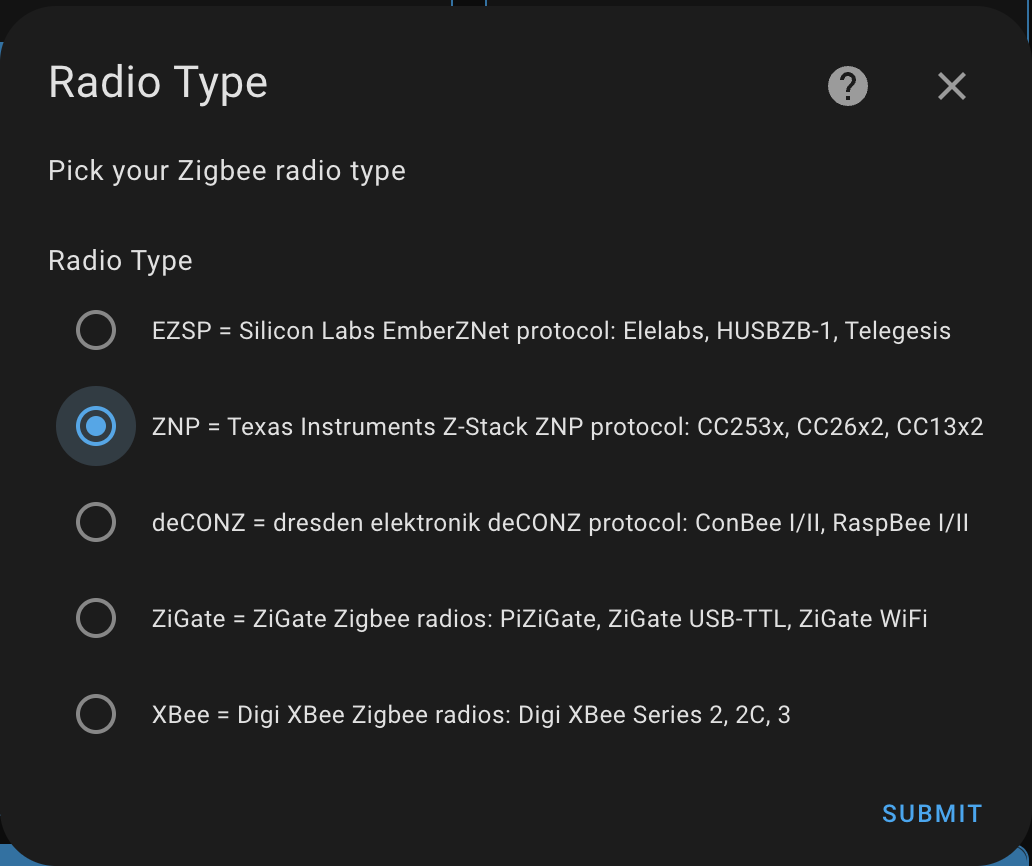 Radio Type
?
Pick your Zigbee radio type
Radio Type
EZSP = Silicon Labs EmberZNet protocol: Elelabs, HUSBZB-1, Telegesis
ZNP = Texas Instruments Z-Stack ZNP protocol: CC253x, CC26x2, CC13x2
deCONZ = dresden elektronik deCONZ protocol: ConBee I/II, RaspBee I/II
ZiGate = ZiGate Zigbee radios: PiZiGate, ZiGate USB-TTL, ZiGate WiFi
XBee = Digi XBee Zigbee radios: Digi XBee Series 2, 2C, 3
SUBMIT